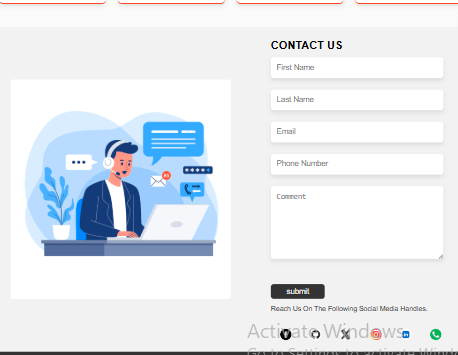 CONTACT US
First Name
Last Name
Email
Phone Number
Comment
submit
Reach Us On The Following Social Media Handles.
Activate Windows
Go to Settings to activate Wind